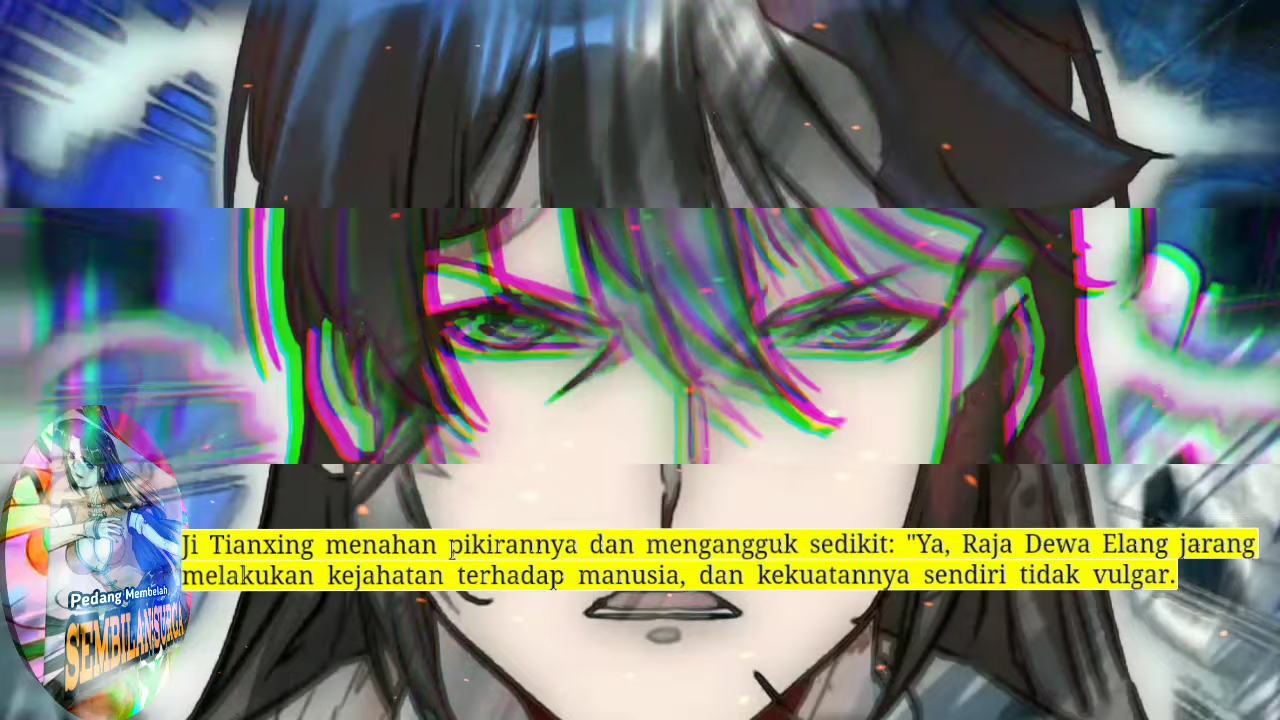 Ji Tianxing menahan pikirannya dan mengangguk sedikit: "Ya, Raja Dewa Elang jarang
melakukan kejahatan terhadap manusia, dan kekuatannya sendiri tidak vulgar.
Pedang Membelah
SEMBILAN SURGA